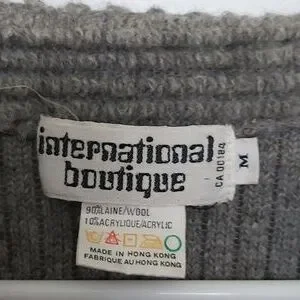 international
boutique
CA 00184
M
90%LAINE/WOOL
10%ACRYLIQUE/ACRYLIC
MADE IN HONG KONG
FABRIQUE AU HONG KONG